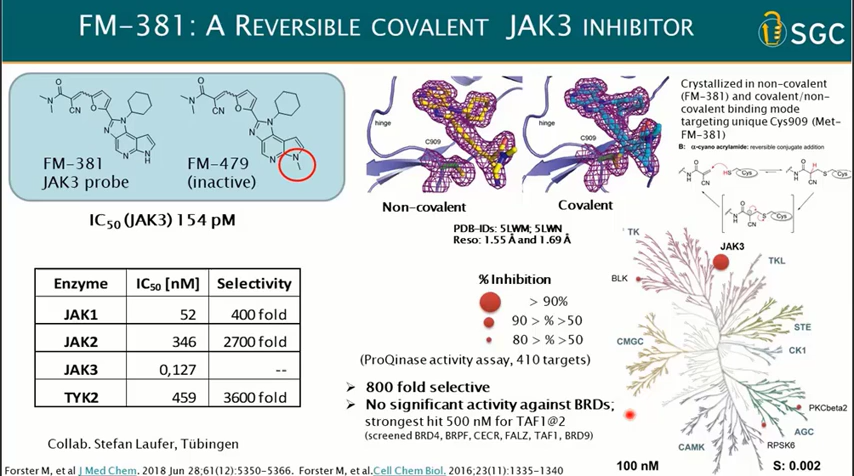 FM-381: A REVERSIBLE COVALENT JAK3 INHIBITOR
SGC
FM-381
JAK3 probe
FM-479
(inactive)
IC50 (JAK3) 154 pM
hinge
C909
hinge
C909
Non-covalent
Covalent
PDB-IDs: 5LWM; 5LWN
Reso: 1.55 Å and 1.69 Å
Crystallized in non-covalent
(FM-381) and covalent/non-
covalent binding mode
targeting unique Cys909 (Met-
FM-381)
B: α-cyano acrylamide: reversible conjugate addition
Enzyme IC50 [nM] Selectivity
JAK1 52 400 fold
JAK2 346 2700 fold
JAK3 0,127 --
TYK2 459 3600 fold
Collab. Stefan Laufer, Tübingen
% Inhibition
> 90%
90 > % >50
80 > % >50
(ProQinase activity assay, 410 targets)
➤ 800 fold selective
➤ No significant activity against BRDs;
strongest hit 500 nM for TAF1@2
(screened BRD4, BRPF, CECR, FALZ, TAF1, BRD9)
TK
JAK3
TKL
BLK
STE
CMGC
CK1
PKCbeta2
AGC
RPSK6
CAMK
100 nM
S: 0.002
Forster M, et al J Med Chem. 2018 Jun 28;61(12):5350-5366. Forster M, et al.Cell Chem Biol. 2016;23(11):1335-1340